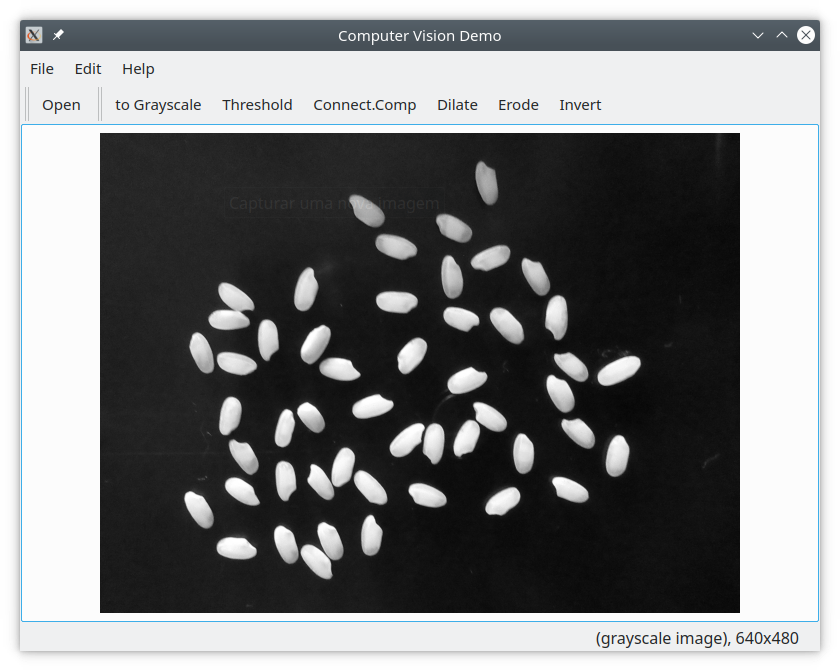 Computer Vision Demo
File Edit Help
Open to Grayscale Threshold Connect.Comp Dilate Erode Invert
Capturar uma nova imagem
(grayscale image), 640x480